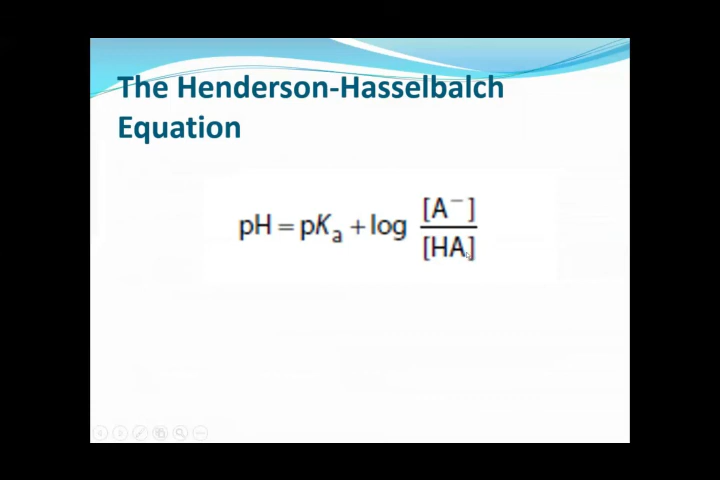 The Henderson-Hasselbalch
Equation
pH = pKₐ + log [A⁻] / [HA]